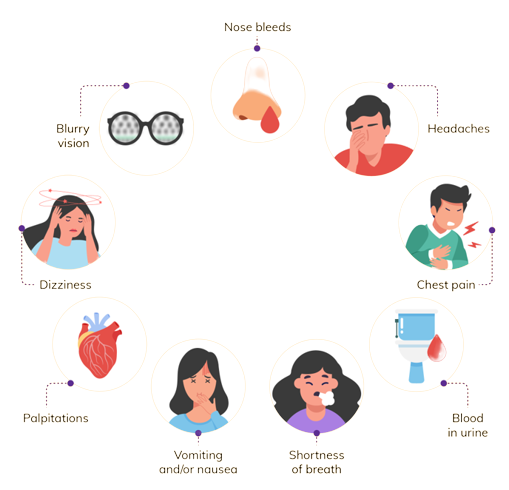 Nose bleeds
Blurry
vision
Headaches
Dizziness
Chest pain
Palpitations
Blood
in urine
Vomiting
and/or nausea
Shortness
of breath